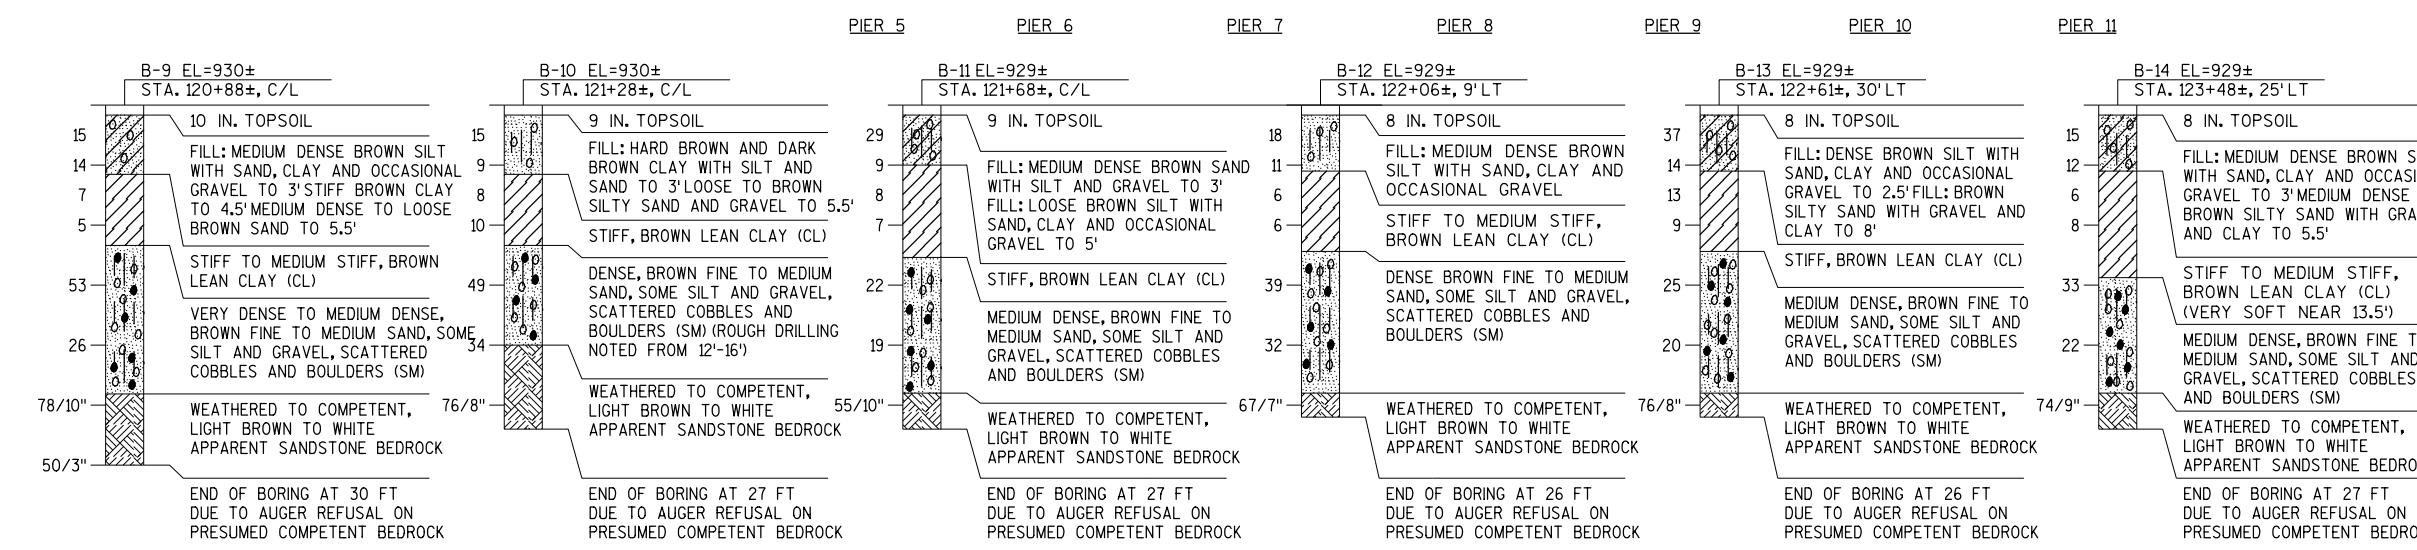 PIER 5
PIER 6
PIER 7
PIER 8
PIER 9
PIER 10
PIER 11
B-9 EL=930±
STA. 120+88±, C/L
10 IN. TOPSOIL
FILL: MEDIUM DENSE BROWN SILT
WITH SAND, CLAY AND OCCASIONAL
GRAVEL TO 3' STIFF BROWN CLAY
TO 4.5' MEDIUM DENSE TO LOOSE
BROWN SAND TO 5.5'
STIFF TO MEDIUM STIFF, BROWN
LEAN CLAY (CL)
VERY DENSE TO MEDIUM DENSE,
BROWN FINE TO MEDIUM SAND, SOME
SILT AND GRAVEL, SCATTERED
COBBLES AND BOULDERS (SM)
WEATHERED TO COMPETENT,
LIGHT BROWN TO WHITE
APPARENT SANDSTONE BEDROCK
END OF BORING AT 30 FT
DUE TO AUGER REFUSAL ON
PRESUMED COMPETENT BEDROCK
15
14
7
5
53
26
78/10"
50/3"
B-10 EL=930±
STA. 121+28±, C/L
9 IN. TOPSOIL
FILL: HARD BROWN AND DARK
BROWN CLAY WITH SILT AND
SAND TO 3' LOOSE TO BROWN
SILTY SAND AND GRAVEL TO 5.5'
STIFF, BROWN LEAN CLAY (CL)
DENSE, BROWN FINE TO MEDIUM
SAND, SOME SILT AND GRAVEL,
SCATTERED COBBLES AND
BOULDERS (SM) (ROUGH DRILLING
NOTED FROM 12'-16')
WEATHERED TO COMPETENT,
LIGHT BROWN TO WHITE
APPARENT SANDSTONE BEDROCK
END OF BORING AT 27 FT
DUE TO AUGER REFUSAL ON
PRESUMED COMPETENT BEDROCK
15
9
8
10
49
34
76/8"
B-11 EL=929±
STA. 121+68±, C/L
9 IN. TOPSOIL
FILL: MEDIUM DENSE BROWN SAND
WITH SILT AND GRAVEL TO 3'
FILL: LOOSE BROWN SILT WITH
SAND, CLAY AND OCCASIONAL
GRAVEL TO 5'
STIFF, BROWN LEAN CLAY (CL)
MEDIUM DENSE, BROWN FINE TO
MEDIUM SAND, SOME SILT AND
GRAVEL, SCATTERED COBBLES
AND BOULDERS (SM)
WEATHERED TO COMPETENT,
LIGHT BROWN TO WHITE
APPARENT SANDSTONE BEDROCK
END OF BORING AT 27 FT
DUE TO AUGER REFUSAL ON
PRESUMED COMPETENT BEDROCK
29
9
8
7
22
19
55/10"
B-12 EL=929±
STA. 122+06±, 9' LT
8 IN. TOPSOIL
FILL: MEDIUM DENSE BROWN
SILT WITH SAND, CLAY AND
OCCASIONAL GRAVEL
STIFF TO MEDIUM STIFF,
BROWN LEAN CLAY (CL)
DENSE BROWN FINE TO MEDIUM
SAND, SOME SILT AND GRAVEL,
SCATTERED COBBLES AND
BOULDERS (SM)
WEATHERED TO COMPETENT,
LIGHT BROWN TO WHITE
APPARENT SANDSTONE BEDROCK
END OF BORING AT 26 FT
DUE TO AUGER REFUSAL ON
PRESUMED COMPETENT BEDROCK
18
11
6
6
39
32
67/7"
B-13 EL=929±
STA. 122+61±, 30' LT
8 IN. TOPSOIL
FILL: DENSE BROWN SILT WITH
SAND, CLAY AND OCCASIONAL
GRAVEL TO 2.5' FILL: BROWN
SILTY SAND WITH GRAVEL AND
CLAY TO 8'
STIFF, BROWN LEAN CLAY (CL)
MEDIUM DENSE, BROWN FINE TO
MEDIUM SAND, SOME SILT AND
GRAVEL, SCATTERED COBBLES
AND BOULDERS (SM)
WEATHERED TO COMPETENT,
LIGHT BROWN TO WHITE
APPARENT SANDSTONE BEDROCK
END OF BORING AT 26 FT
DUE TO AUGER REFUSAL ON
PRESUMED COMPETENT BEDROCK
37
14
13
9
25
20
76/8"
B-14 EL=929±
STA. 123+48±, 25' LT
8 IN. TOPSOIL
FILL: MEDIUM DENSE BROWN
WITH SAND, CLAY AND
GRAVEL TO 3' MEDIUM DENSE
BROWN SILTY SAND WITH
AND CLAY TO 5.5'
STIFF TO MEDIUM STIFF,
BROWN LEAN CLAY (CL)
(VERY SOFT NEAR 13.5')
MEDIUM DENSE, BROWN FINE
MEDIUM SAND, SOME SILT AND
GRAVEL, SCATTERED COBBLES
AND BOULDERS (SM)
WEATHERED TO COMPETENT,
LIGHT BROWN TO WHITE
APPARENT SANDSTONE
END OF BORING AT 27 FT
DUE TO AUGER REFUSAL ON
PRESUMED COMPETENT
15
12
6
8
33
22
74/9"